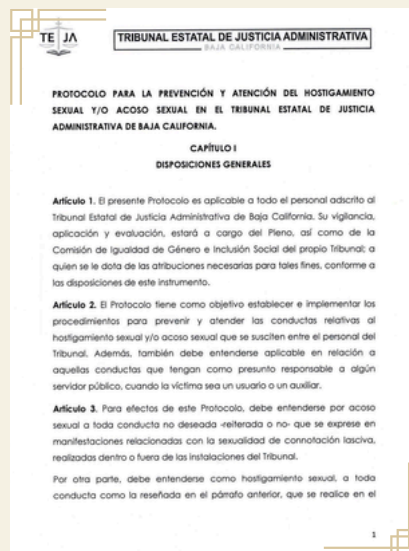 TE JA
TRIBUNAL ESTATAL DE JUSTICIA ADMINISTRATIVA
BAJA CALIFORNIA
PROTOCOLO PARA LA PREVENCIÓN Y ATENCIÓN DEL HOSTIGAMIENTO
SEXUAL Y/O ACOSO SEXUAL EN EL TRIBUNAL ESTATAL DE JUSTICIA
ADMINISTRATIVA DE BAJA CALIFORNIA.
CAPÍTULO I
DISPOSICIONES GENERALES
Artículo 1. El presente Protocolo es aplicable a todo el personal adscrito al
Tribunal Estatal de Justicia Administrativa de Baja California. Su vigilancia,
aplicación y evaluación, estará a cargo del Pleno, así como de la
Comisión de Igualdad de Género e Inclusión Social del propio Tribunal; a
quien se le dota de las atribuciones necesarias para tales fines, conforme a
las disposiciones de este instrumento.
Artículo 2. El Protocolo tiene como objetivo establecer e implementar los
procedimientos para prevenir y atender las conductas relativas al
hostigamiento sexual y/o acoso sexual que se susciten entre el personal del
Tribunal. Además, también debe entenderse aplicable en relación a
aquellas conductas que tengan como presunto responsable a algún
servidor público, cuando la víctima sea un usuario o un auxiliar.
Artículo 3. Para efectos de este Protocolo, debe entenderse por acoso
sexual a toda conducta no deseada -reiterada o no- que se exprese en
manifestaciones relacionadas con la sexualidad de connotación lasciva,
realizadas dentro o fuera de las instalaciones del Tribunal.
Por otra parte, debe entenderse como hostigamiento sexual, a toda
conducta como la reseñada en el párrafo anterior, que se realice en el
1